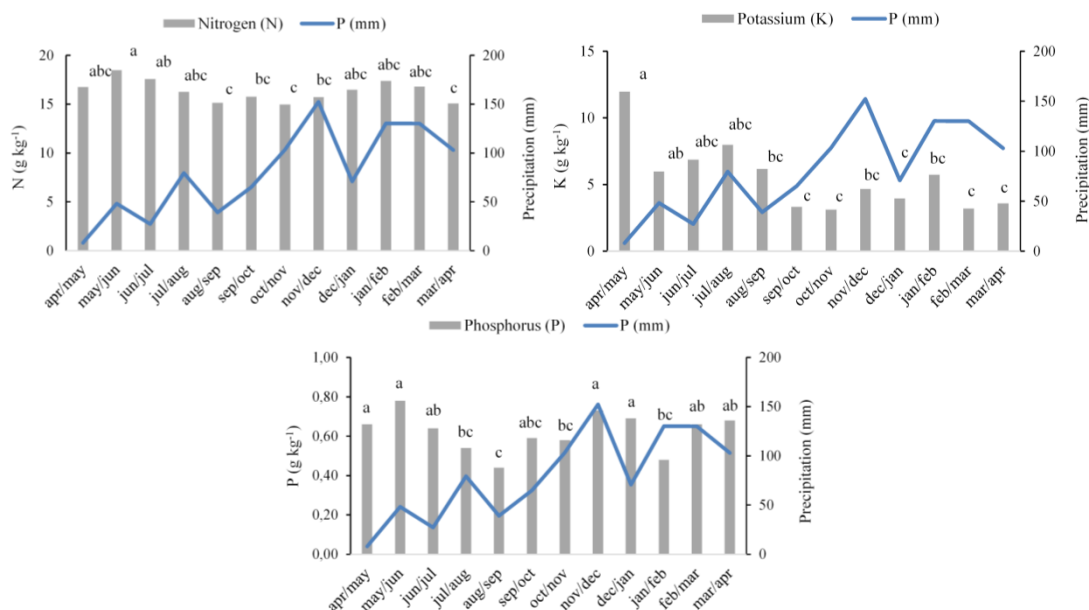 Nitrogen (N) P (mm)
20 200
15 150
10 100
5 50
0 0
N (g kg⁻¹)
Precipitation (mm)
abc a ab abc c bc c bc abc abc abc c
apr/may may/jun jun/jul jul/aug aug/sep sep/oct oct/nov nov/dec dec/jan jan/feb feb/mar mar/apr
Potassium (K) P (mm)
15 200
150
10
100
5
50
0 0
K (g kg⁻¹)
Precipitation (mm)
a ab abc abc bc c c bc c bc c c
apr/may may/jun jun/jul jul/aug aug/sep sep/oct oct/nov nov/dec dec/jan jan/feb feb/mar mar/apr
Phosphorus (P) P (mm)
1,00 200
0,80
150
0,60
100
0,40
50
0,20
0,00 0
P (g kg⁻¹)
Precipitation (mm)
a a ab bc c abc bc a a bc ab ab
apr/may may/jun jun/jul jul/aug aug/sep sep/oct oct/nov nov/dec dec/jan jan/feb feb/mar mar/apr